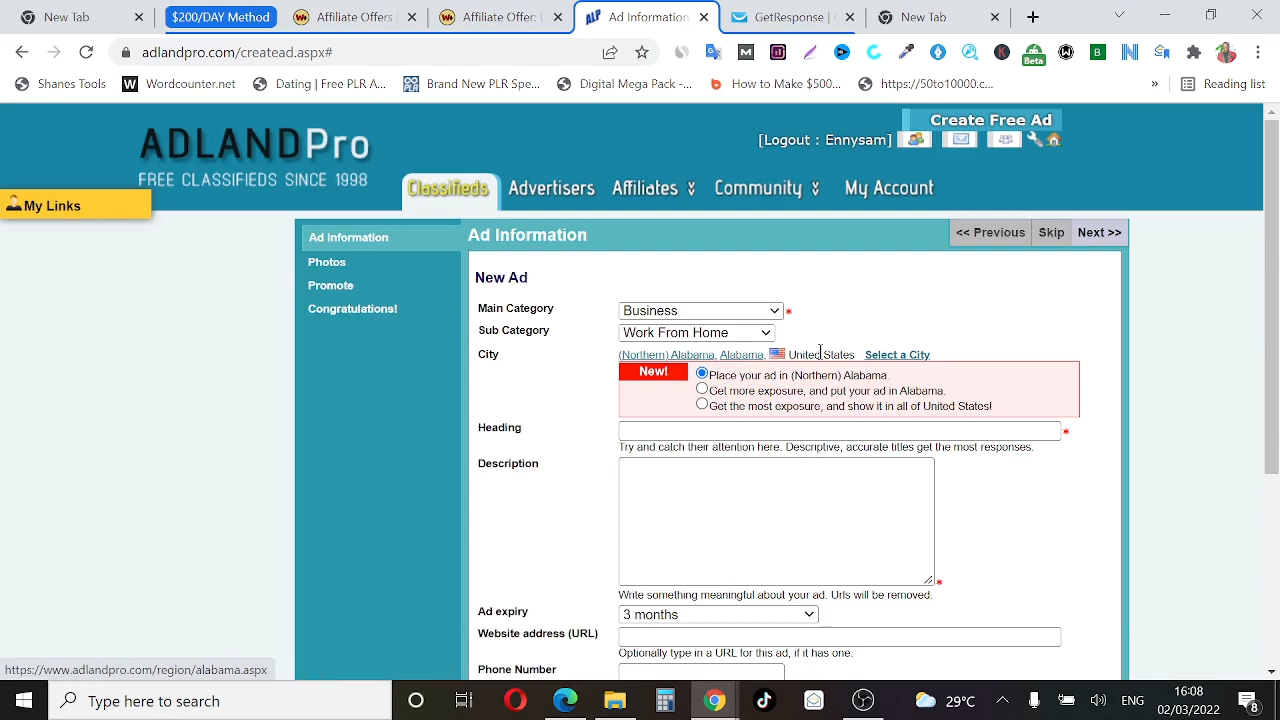 New Tab
$200/DAY Method
Affiliate Offers
Affiliate Offer: 
Ad Information
GetResponse |
New Tab
adlandpro.com/createad.aspx#
Beta
Shanes Tools
Wordcounter.net
Dating | Free PLR A...
Brand New PLR Spe...
Digital Mega Pack -...
How to Make $500...
https://50to10000.c...
»
Reading list
Create Free Ad
ADLANDPro
FREE CLASSIFIEDS SINCE 1998
[Logout : Ennysam]
Classifieds
Advertisers
Affiliates
Community
My Account
My Links
Ad Information
Photos
Promote
Congratulations!
Ad Information
<< Previous
Skip
Next >>
New Ad
Main Category
Business
*
Sub Category
Work From Home
City
(Northern) Alabama, Alabama, United States Select a City
New!
Place your ad in (Northern) Alabama.
Get more exposure, and put your ad in Alabama.
Get the most exposure, and show it in all of United States!
Heading
*
Try and catch their attention here. Descriptive, accurate titles get the most responses.
Description
*
Write something meaningful about your ad. Urls will be removed.
Ad expiry
3 months
Website address (URL)
Optionally type in a URL for this ad, if it has one.
Phone Number
https://www.adlandpro.com/region/alabama.aspx
Type here to search
29°C
ENG
16:08
02/03/2022
8